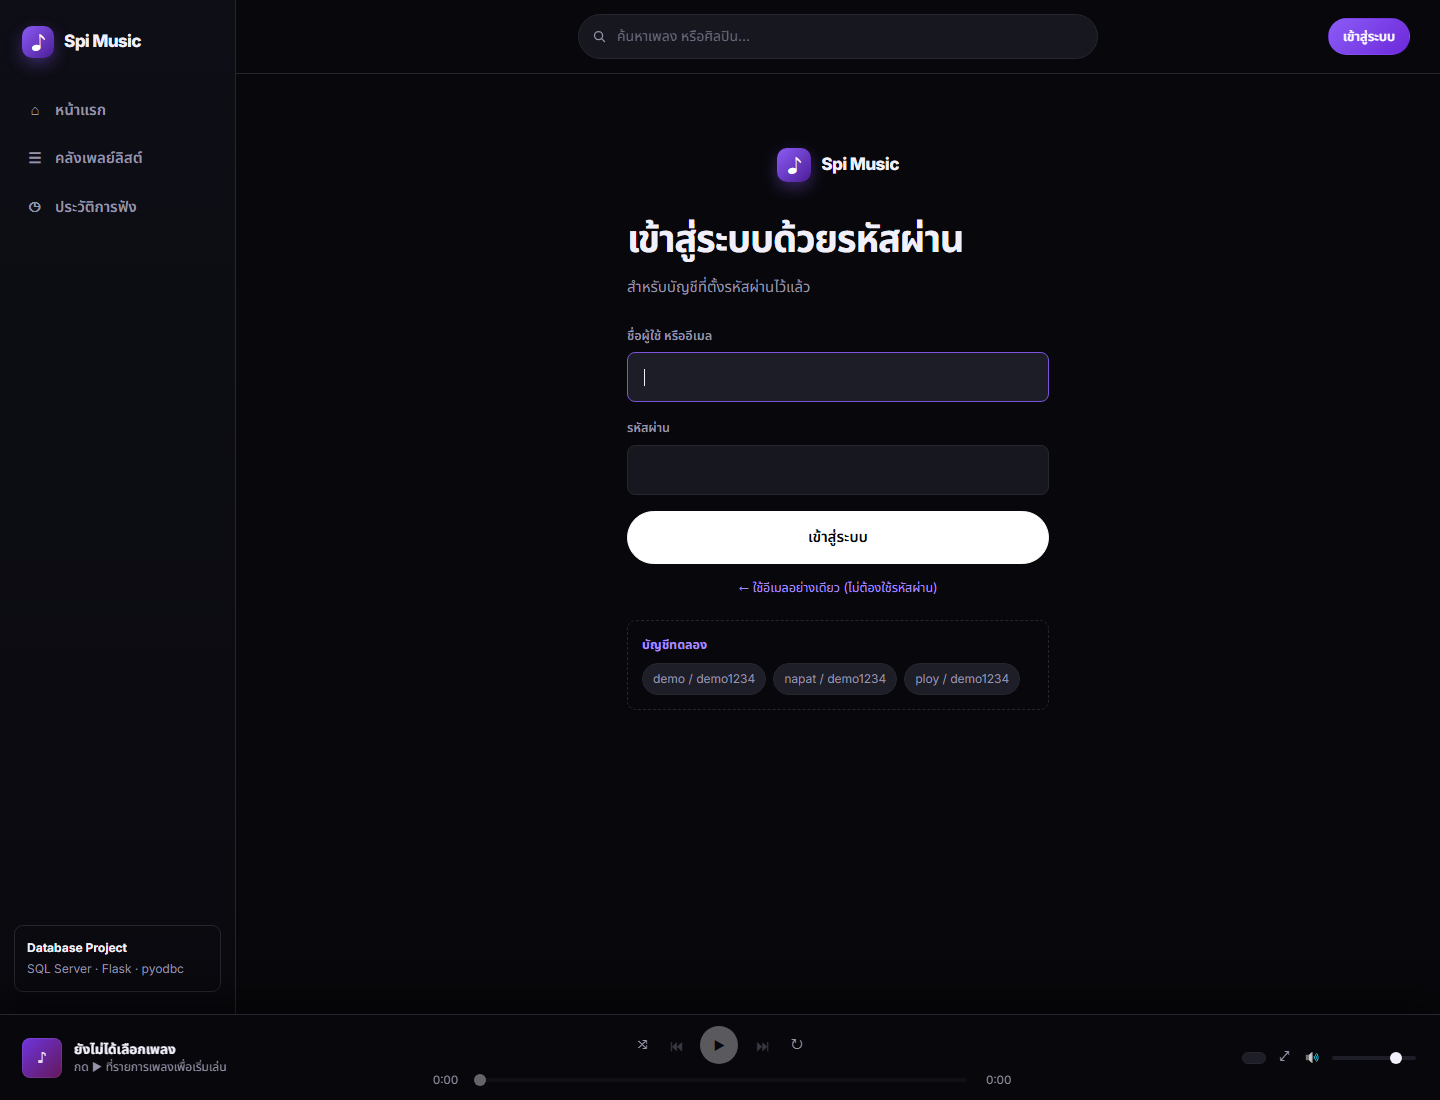 Spi Music
ค้นหาเพลง หรือศิลปิน...
เข้าสู่ระบบ
หน้าแรก
คลังเพลย์ลิสต์
ประวัติการฟัง
Spi Music
เข้าสู่ระบบด้วยรหัสผ่าน
สำหรับบัญชีที่ตั้งรหัสผ่านไว้แล้ว
ชื่อผู้ใช้ หรืออีเมล
รหัสผ่าน
เข้าสู่ระบบ
← ใช้อีเมลอย่างเดียว (ไม่ต้องใช้รหัสผ่าน)
บัญชีทดลอง
demo / demo1234
napat / demo1234
ploy / demo1234
Database Project
SQL Server · Flask · pyodbc
ยังไม่ได้เลือกเพลง
กด ▶ ที่รายการเพลงเพื่อเริ่มเล่น
0:00
0:00